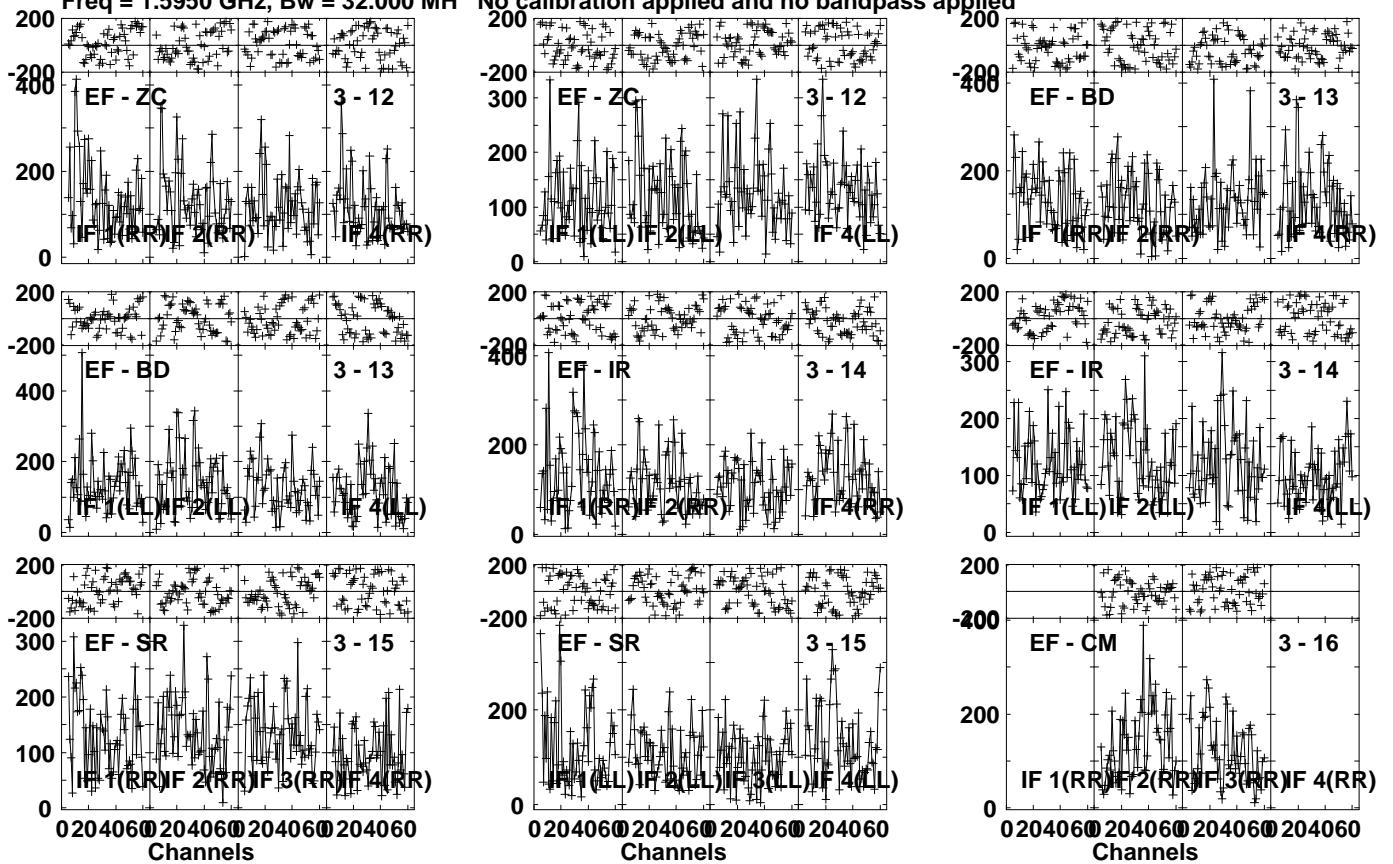 Freq = 1.5950 GHz, Bw = 32.000 MH No calibration applied and no bandpass applied
200
-200
400
200
0
EF - ZC
3 - 12
IF 1(RR)
IF 2(RR)
IF 4(RR)
200
-200
300
200
100
0
EF - ZC
3 - 12
IF 1(LL)
IF 2(LL)
IF 4(LL)
200
-200
400
200
0
EF - BD
3 - 13
IF 1(RR)
IF 2(RR)
IF 4(RR)
200
-200
400
200
0
EF - BD
3 - 13
IF 1(LL)
IF 2(LL)
IF 4(LL)
200
-200
400
200
0
EF - IR
3 - 14
IF 1(RR)
IF 2(RR)
IF 4(RR)
200
-200
300
200
100
0
EF - IR
3 - 14
IF 1(LL)
IF 2(LL)
IF 4(LL)
200
-200
300
200
100
0
EF - SR
3 - 15
IF 1(RR)
IF 2(RR)
IF 3(RR)
IF 4(RR)
0 20 40 60 0 20 40 60 0 20 40 60 0 20 40 60
Channels
200
-200
200
0
EF - SR
3 - 15
IF 1(LL)
IF 2(LL)
IF 3(LL)
IF 4(LL)
0 20 40 60 0 20 40 60 0 20 40 60 0 20 40 60
Channels
200
-200
400
200
0
EF - CM
3 - 16
IF 1(RR)
IF 2(RR)
IF 3(RR)
IF 4(RR)
0 20 40 60 0 20 40 60 0 20 40 60 0 20 40 60
Channels